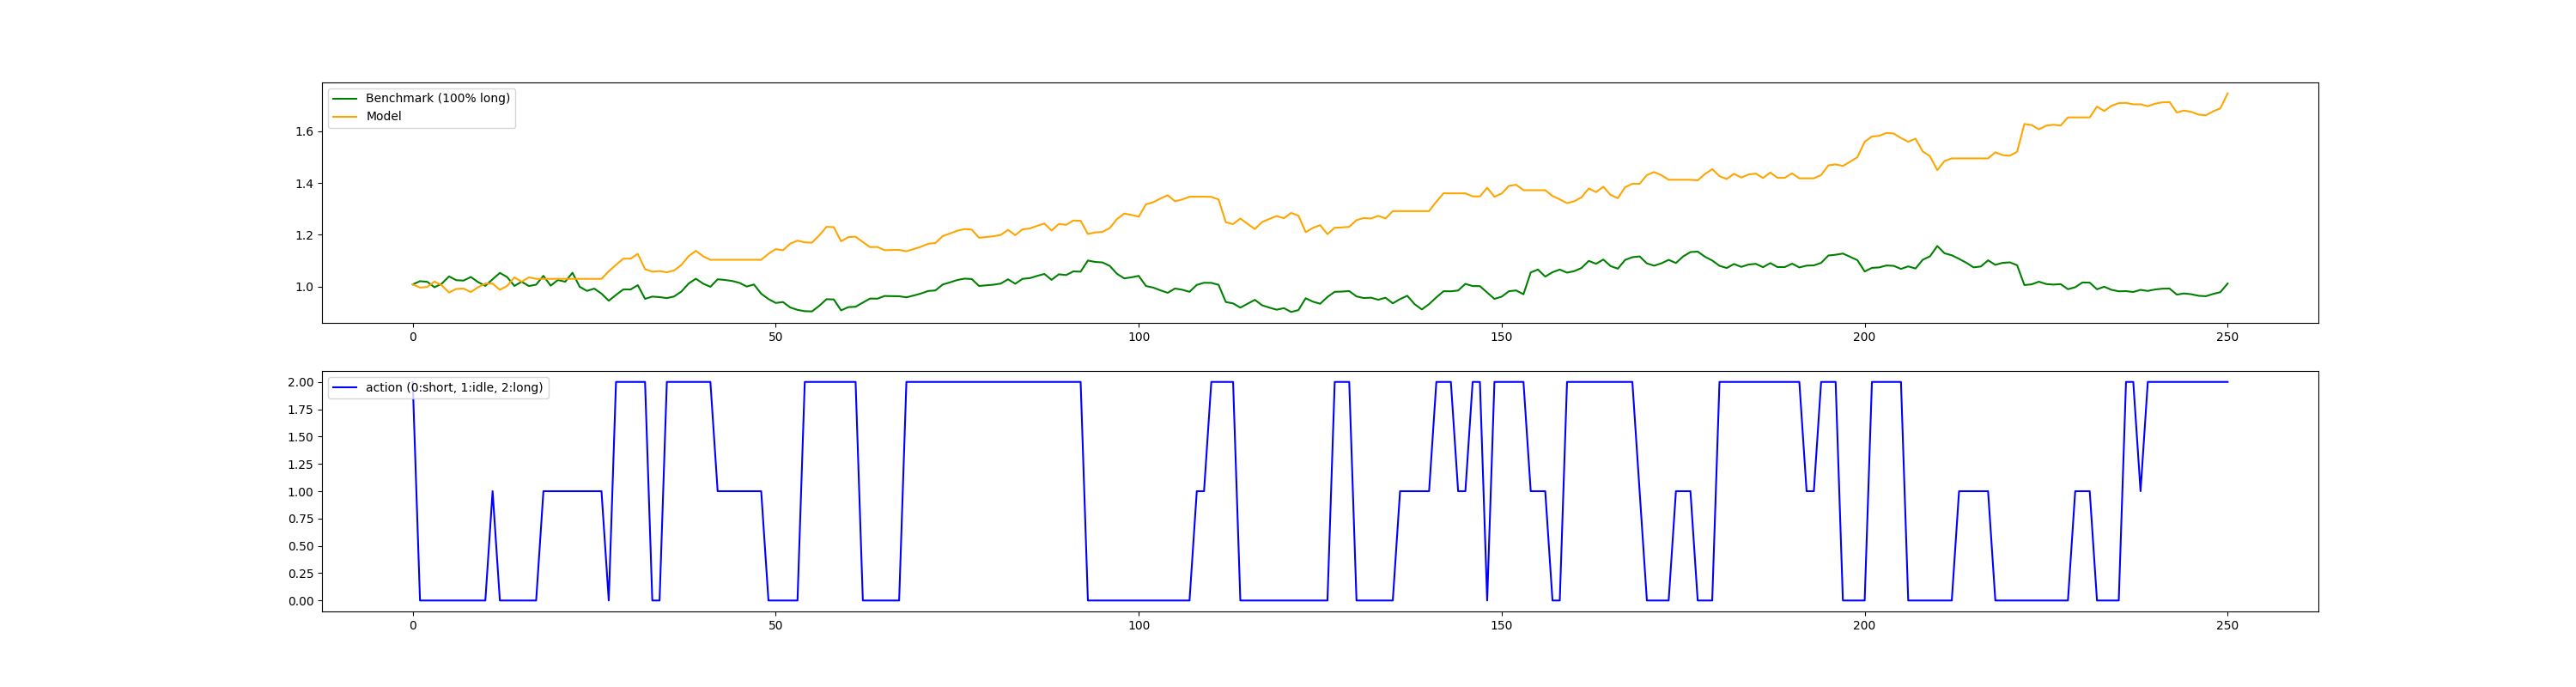 Benchmark (100% long)
Model
1.6
1.4
1.2
1.0
0 50 100 150 200 250
action (0:short, 1:idle, 2:long)
2.00
1.75
1.50
1.25
1.00
0.75
0.50
0.25
0.00
0 50 100 150 200 250